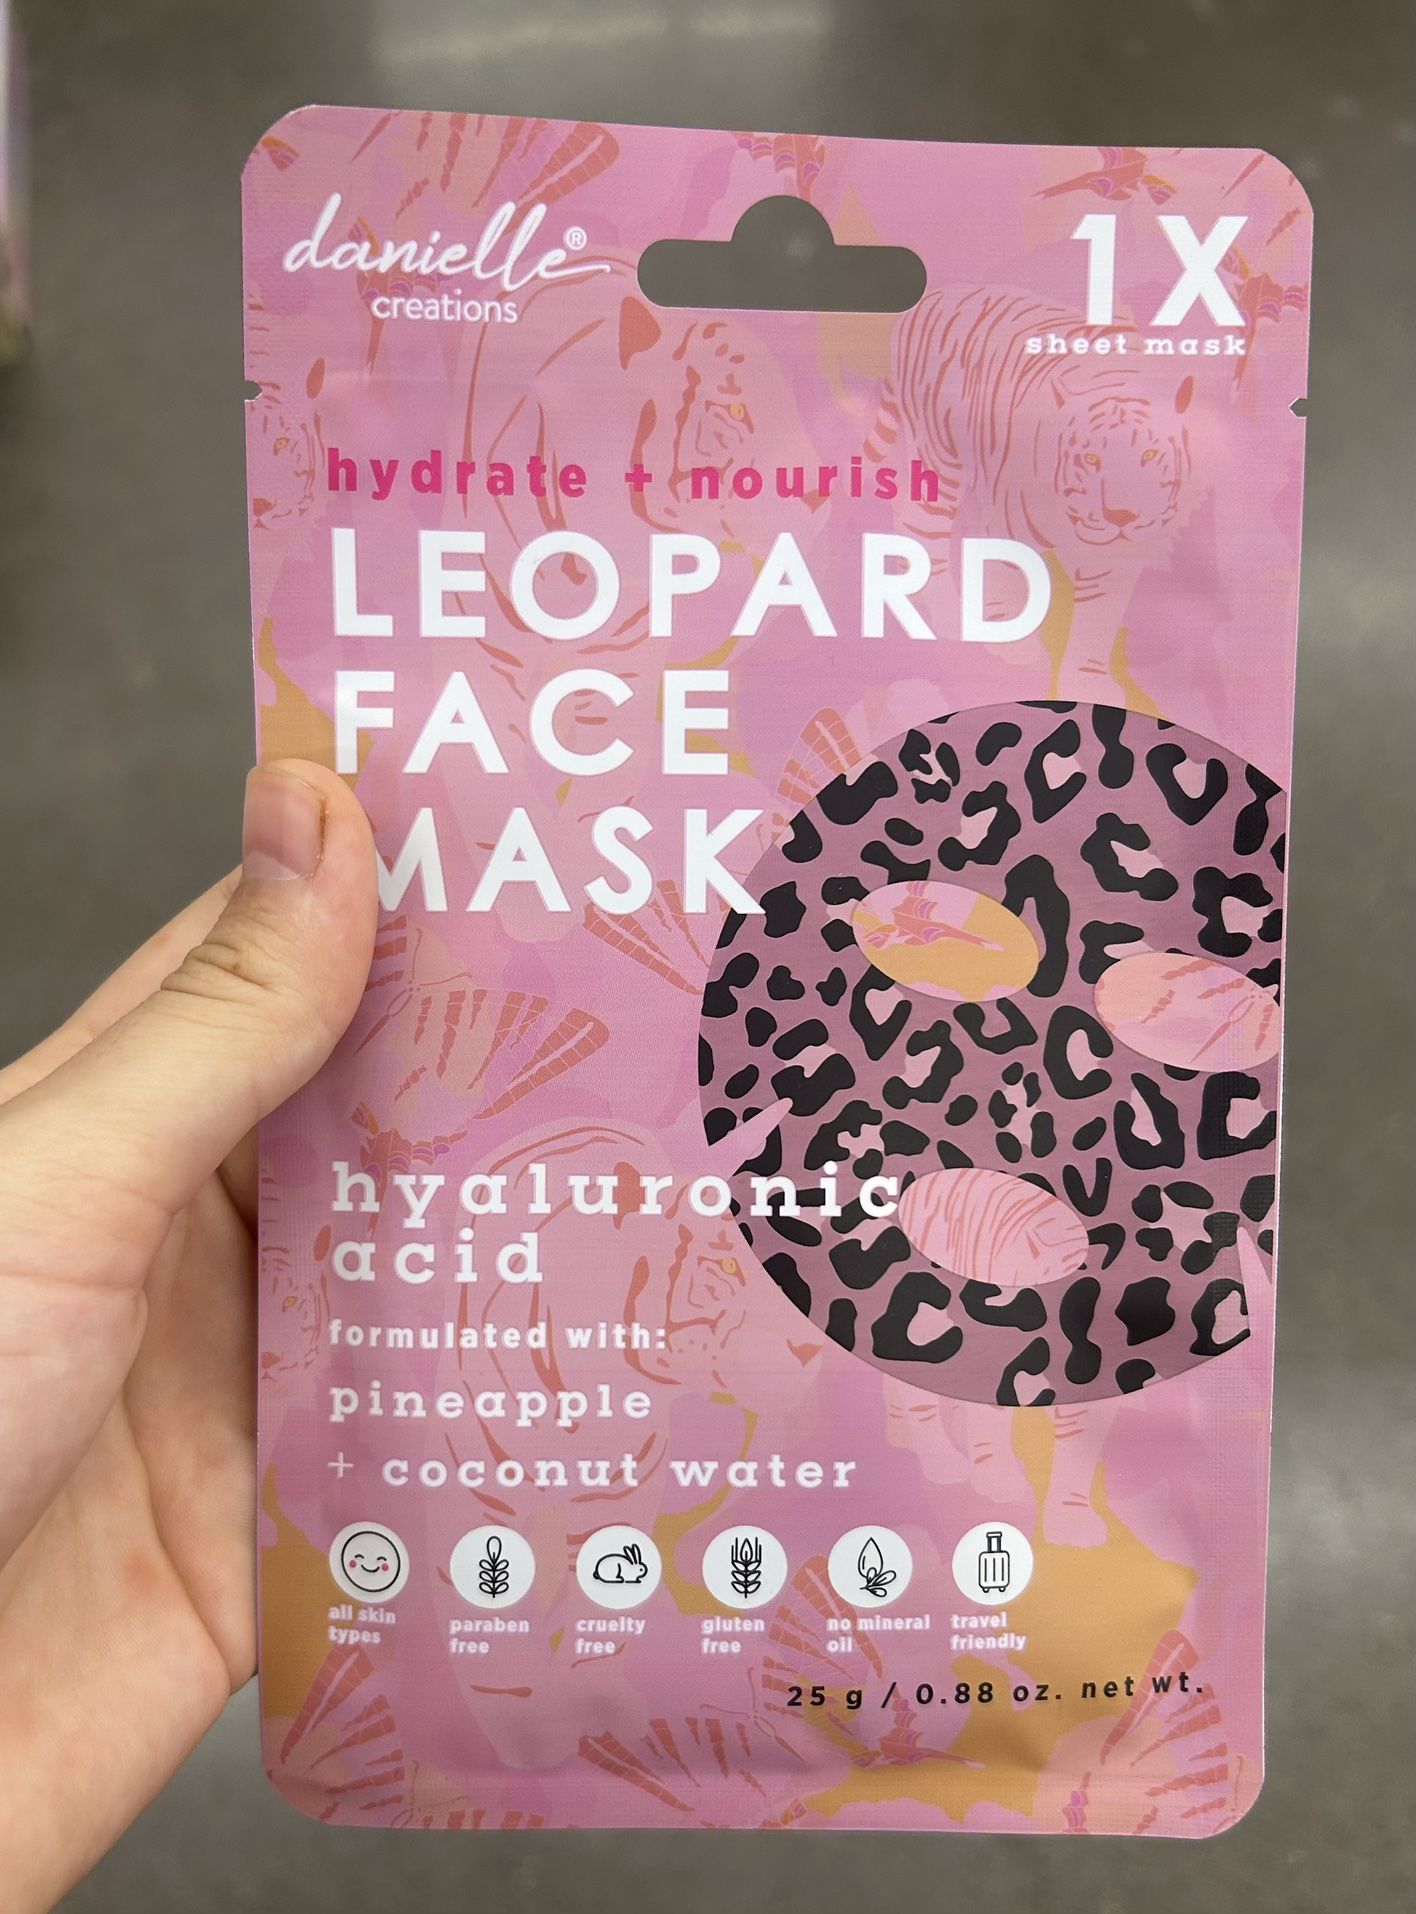 danielle®
creations
1X
sheet mask
hydrate + nourish
LEOPARD
FACE
MASK
hyaluronic
acid
formulated with:
pineapple
+ coconut water
all skin
types
paraben
free
cruelty
free
gluten
free
no mineral
oil
travel
friendly
25 g / 0.88 oz. net wt.